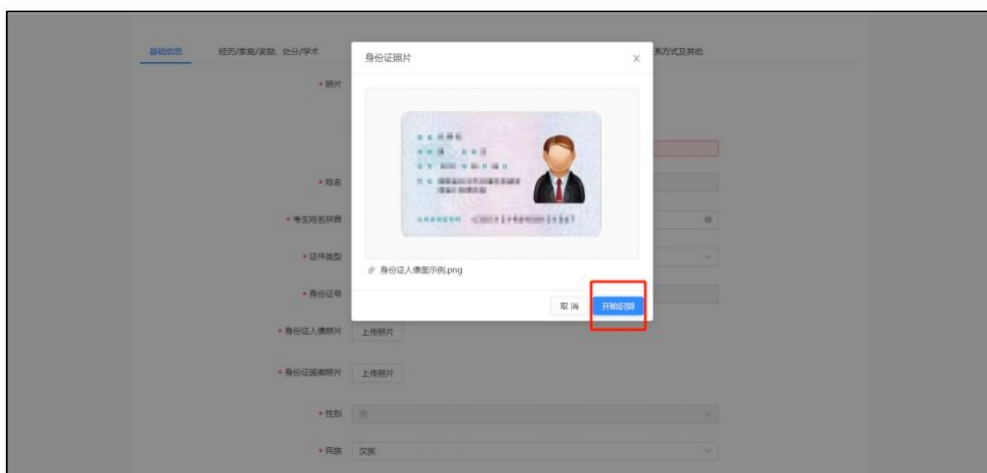 基础信息 经历/家庭/奖励、处分/学术 系方式及其他
身份证照片
* 照片
* 姓名
* 考生姓名拼音
* 证件类型
身份证人像面示例.png
* 身份证号
取 消 开始识别
* 身份证人像照片 上传照片
* 身份证国徽照片 上传照片
* 性别 男
* 民族 汉族